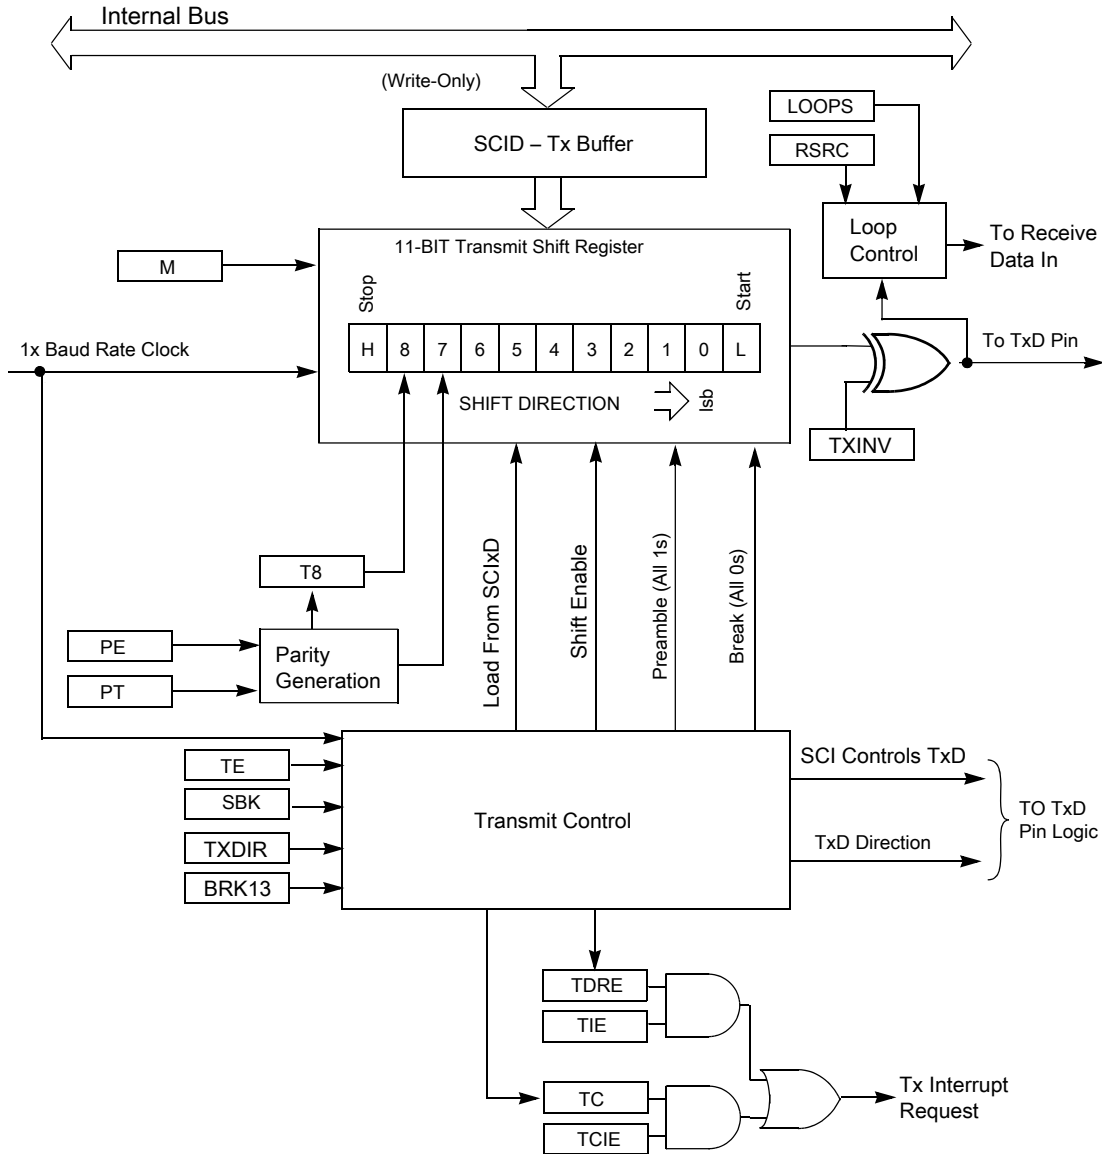 Internal Bus
(Write-Only)
LOOPS
SCID – Tx Buffer
RSRC
Loop
Control
To Receive
Data In
11-BIT Transmit Shift Register
M
Stop
Start
1x Baud Rate Clock
H 8 7 6 5 4 3 2 1 0 L
To TxD Pin
SHIFT DIRECTION
lsb
TXINV
T8
Load From SCIxD
Shift Enable
Preamble (All 1s)
Break (All 0s)
PE
Parity
Generation
PT
TE
SBK
TXDIR
BRK13
Transmit Control
SCI Controls TxD
TxD Direction
TO TxD
Pin Logic
TDRE
TIE
TC
TCIE
Tx Interrupt
Request